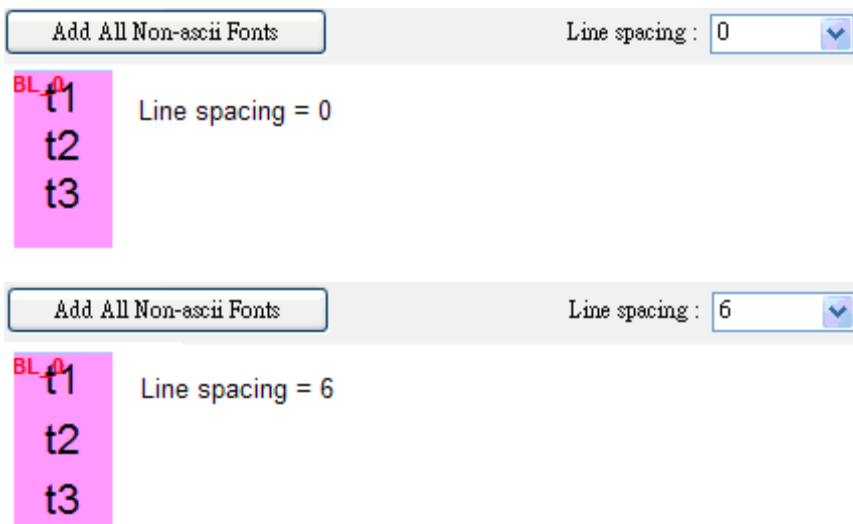 Add All Non-ascii Fonts Line spacing : 0
BL_0
t1 Line spacing = 0
t2
t3
Add All Non-ascii Fonts Line spacing : 6
BL_0
t1 Line spacing = 6
t2
t3